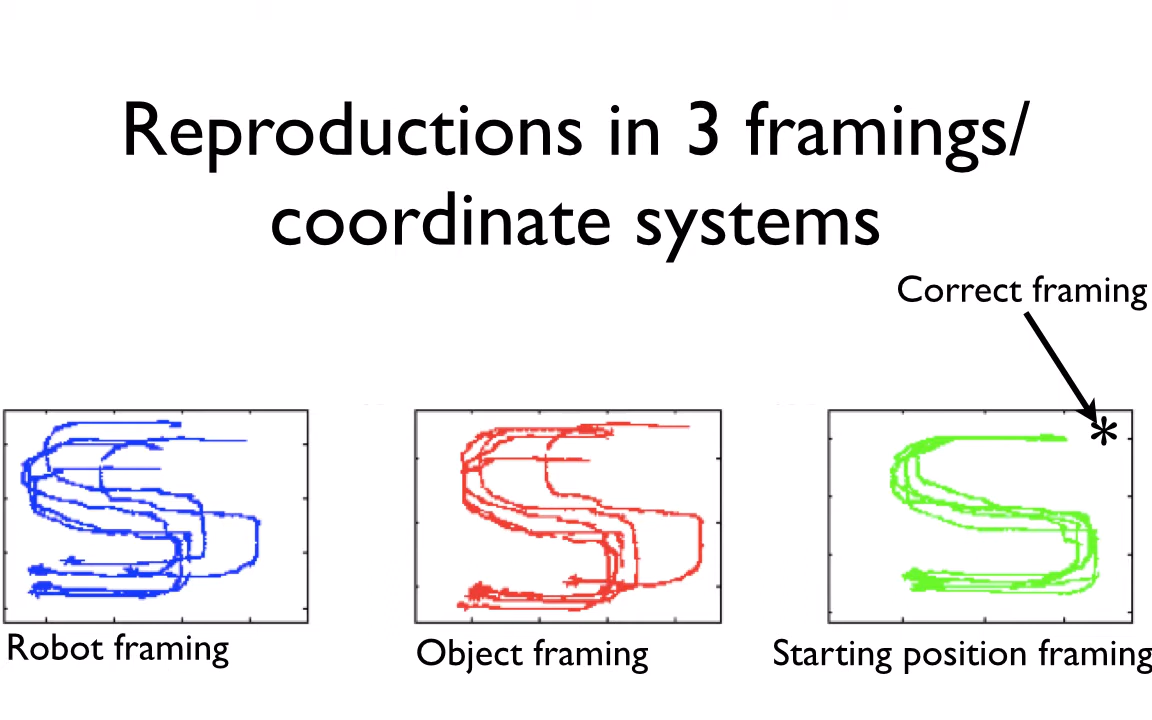 Reproductions in 3 framings/
coordinate systems
Correct framing
*
Robot framing
Object framing
Starting position framing